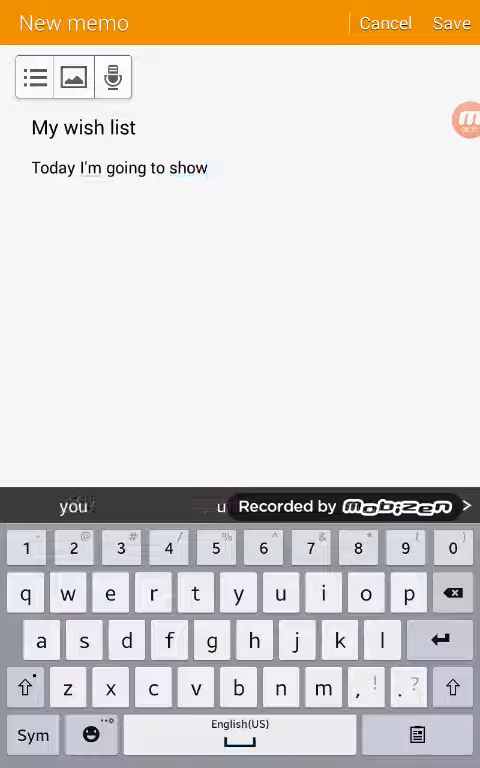 New memo
Cancel
Save
My wish list
Today I'm going to show
you
u
Recorded by Mobizen >
1 - 2 @ 3 # 4 / 5 % 6 ^ 7 & 8 * 9 ( 0 )
q w e r t y u i o p
a s d f g h j k l
z x c v b n m , ! . ?
Sym
English(US)